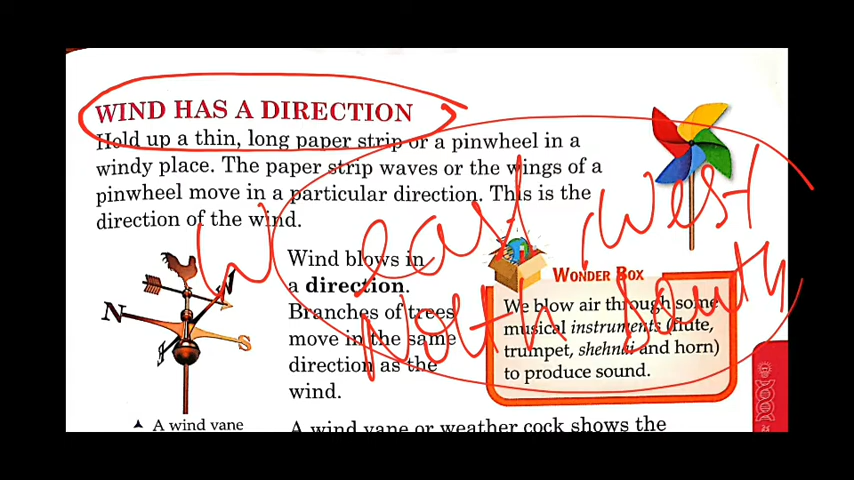 WIND HAS A DIRECTION
Hold up a thin, long paper strip or a pinwheel in a
windy place. The paper strip waves or the wings of a
pinwheel move in a particular direction. This is the
direction of the wind.
W
east, West
North South
N
S
Wind blows in
a direction.
Branches of trees
move in the same
direction as the
wind.
WONDER BOX
We blow air through some
musical instruments (flute,
trumpet, shehnai and horn)
to produce sound.
A wind vane
A wind vane or weather cock shows the